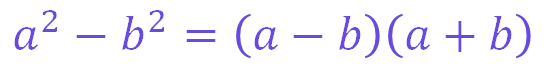 a² − b² = (a − b)(a + b)